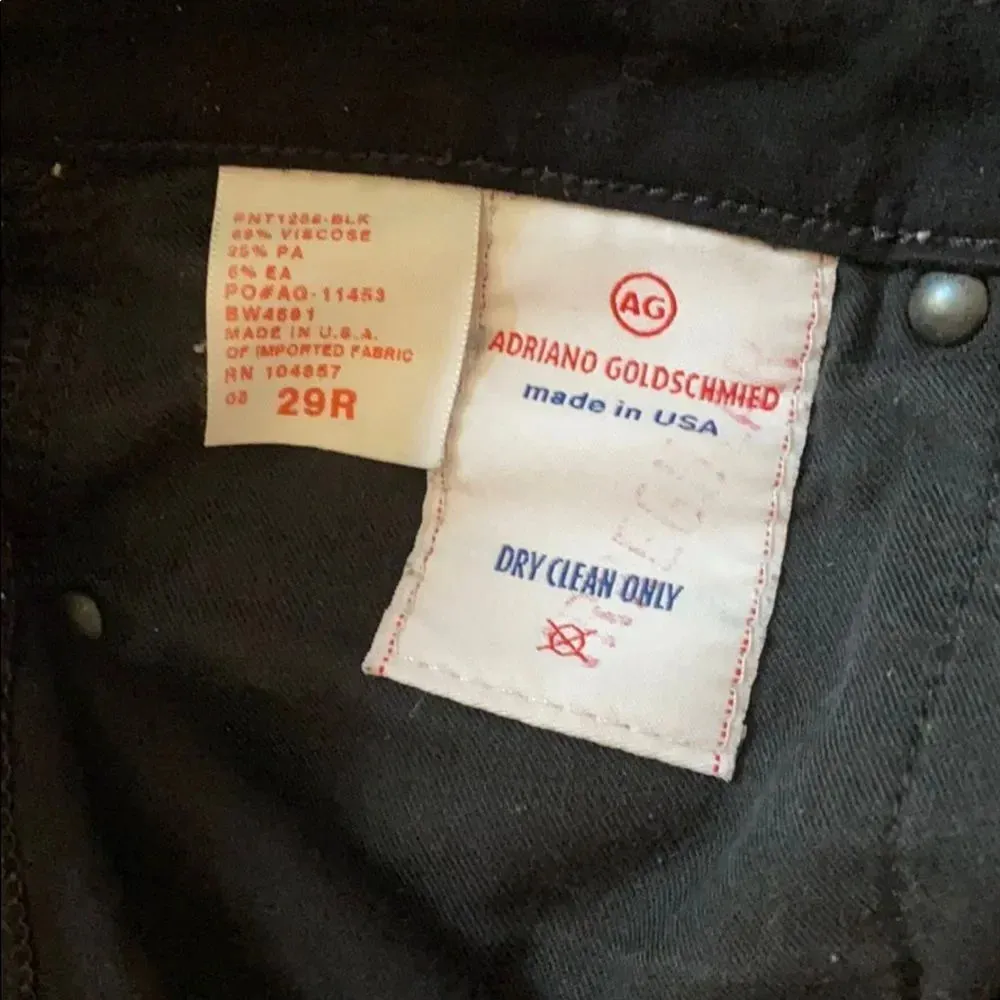 PNT1288-BLK
69% VISCOSE
25% PA
6% EA
PO#AG-11453
BW4591
MADE IN U.S.A.
OF IMPORTED FABRIC
RN 104857
29R
AG
ADRIANO GOLDSCHMIED
made in USA
DRY CLEAN ONLY